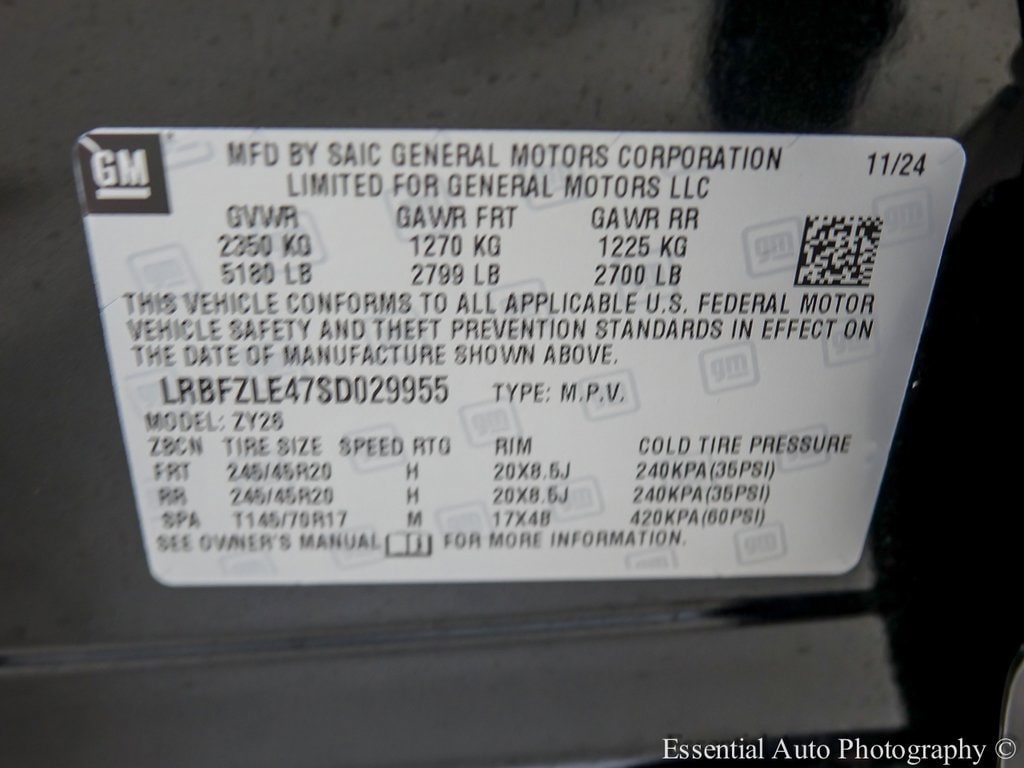 GM
MFD BY SAIC GENERAL MOTORS CORPORATION 11/24
LIMITED FOR GENERAL MOTORS LLC
GVWR GAWR FRT GAWR RR
2350 KG 1270 KG 1225 KG
5180 LB 2799 LB 2700 LB
THIS VEHICLE CONFORMS TO ALL APPLICABLE U.S. FEDERAL MOTOR
VEHICLE SAFETY AND THEFT PREVENTION STANDARDS IN EFFECT ON
THE DATE OF MANUFACTURE SHOWN ABOVE.
LRBFZLE47SD029955 TYPE: M.P.V.
MODEL: ZY26
ZBCN TIRE SIZE SPEED RTG RIM COLD TIRE PRESSURE
FRT 245/45R20 H 20X8.5J 240KPA(35PSI)
RR 245/45R20 H 20X8.5J 240KPA(35PSI)
SPA T145/70R17 M 17X4B 420KPA(60PSI)
SEE OWNER'S MANUAL FOR MORE INFORMATION.
Essential Auto Photography ©